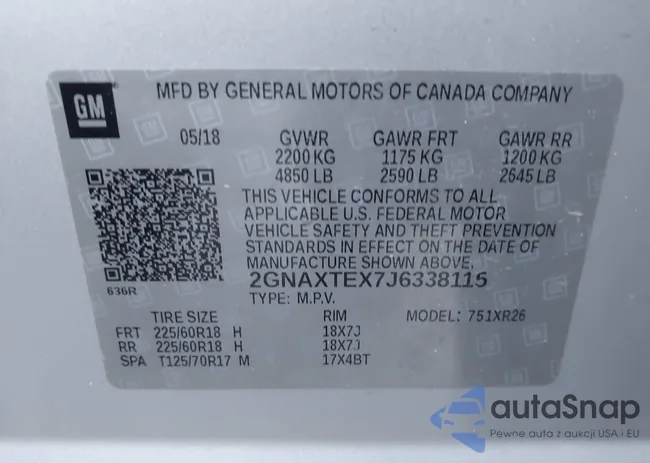 GM
MFD BY GENERAL MOTORS OF CANADA COMPANY
05/18 GVWR GAWR FRT GAWR RR
2200 KG 1175 KG 1200 KG
4850 LB 2590 LB 2645 LB
THIS VEHICLE CONFORMS TO ALL
APPLICABLE U.S. FEDERAL MOTOR
VEHICLE SAFETY AND THEFT PREVENTION
STANDARDS IN EFFECT ON THE DATE OF
MANUFACTURE SHOWN ABOVE.
636R
2GNAXTEX7J6338115
TYPE: M.P.V.
TIRE SIZE RIM MODEL: 751XR26
FRT 225/60R18 H 18X7J
RR 225/60R18 H 18X7J
SPA T125/70R17 M 17X4BT
autaSnap
Pewne auta z aukcji USA i EU